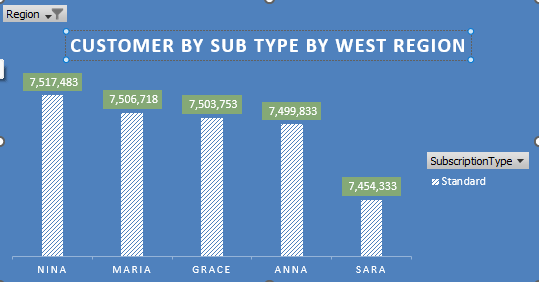 Region
CUSTOMER BY SUB TYPE BY WEST REGION
7,517,483
7,506,718
7,503,753
7,499,833
7,454,333
SubscriptionType
Standard
NINA MARIA GRACE ANNA SARA